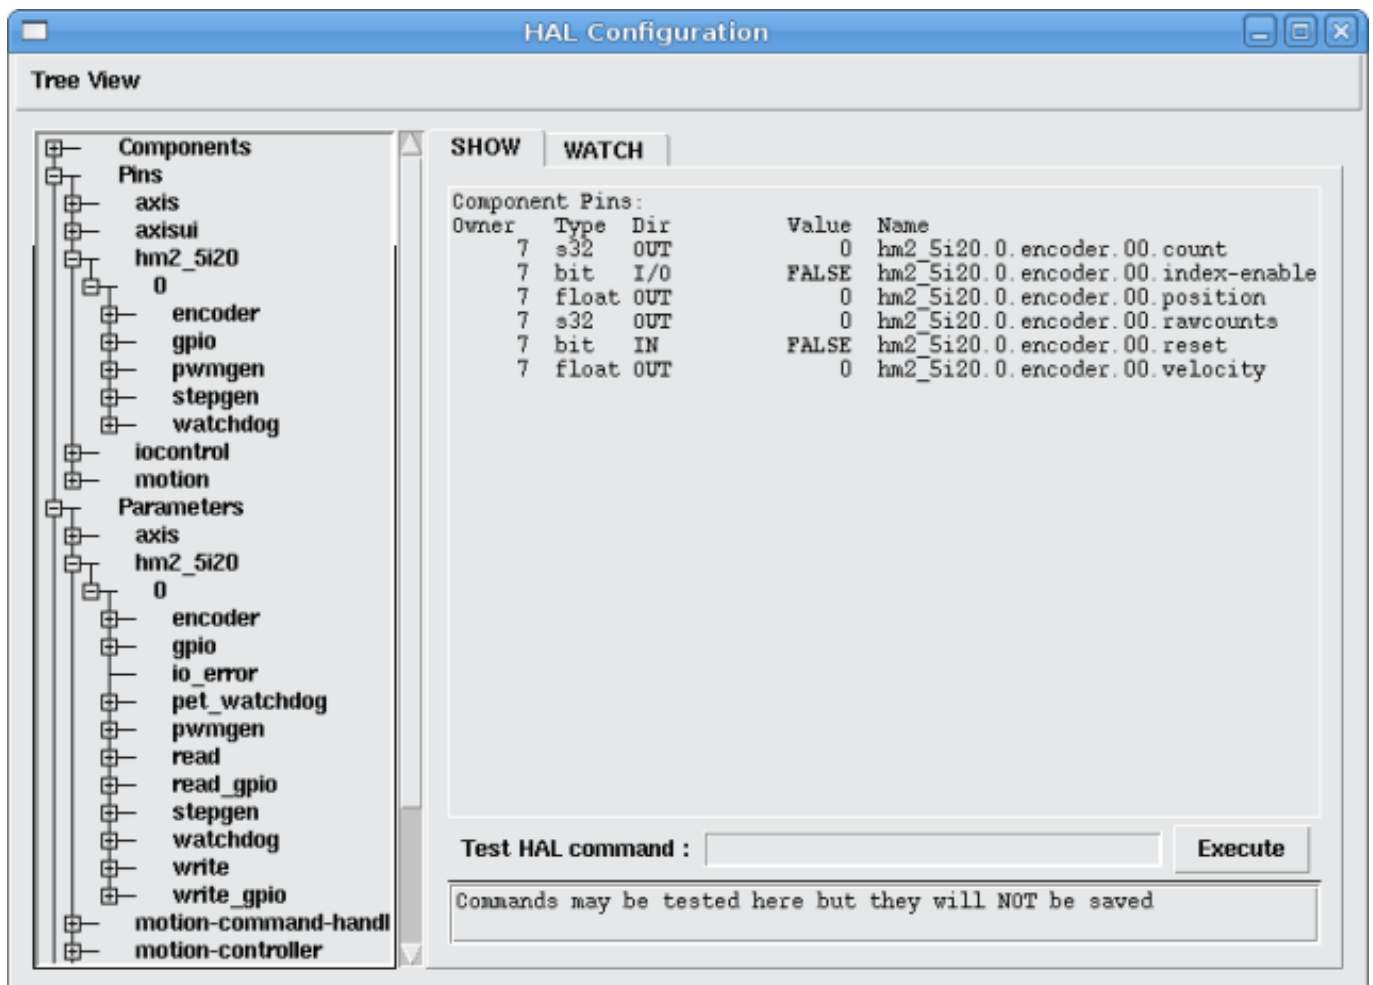 HAL Configuration
Tree View
Components
Pins
axis
axisui
hm2_5i20
0
encoder
gpio
pwmgen
stepgen
watchdog
iocontrol
motion
Parameters
axis
hm2_5i20
0
encoder
gpio
io_error
pet_watchdog
pwmgen
read
read_gpio
stepgen
watchdog
write
write_gpio
motion-command-handl
motion-controller
SHOW WATCH
Component Pins:
Owner Type Dir Value Name
7 s32 OUT 0 hm2_5i20.0.encoder.00.count
7 bit I/O FALSE hm2_5i20.0.encoder.00.index-enable
7 float OUT 0 hm2_5i20.0.encoder.00.position
7 s32 OUT 0 hm2_5i20.0.encoder.00.rawcounts
7 bit IN FALSE hm2_5i20.0.encoder.00.reset
7 float OUT 0 hm2_5i20.0.encoder.00.velocity
Test HAL command : Execute
Commands may be tested here but they will NOT be saved